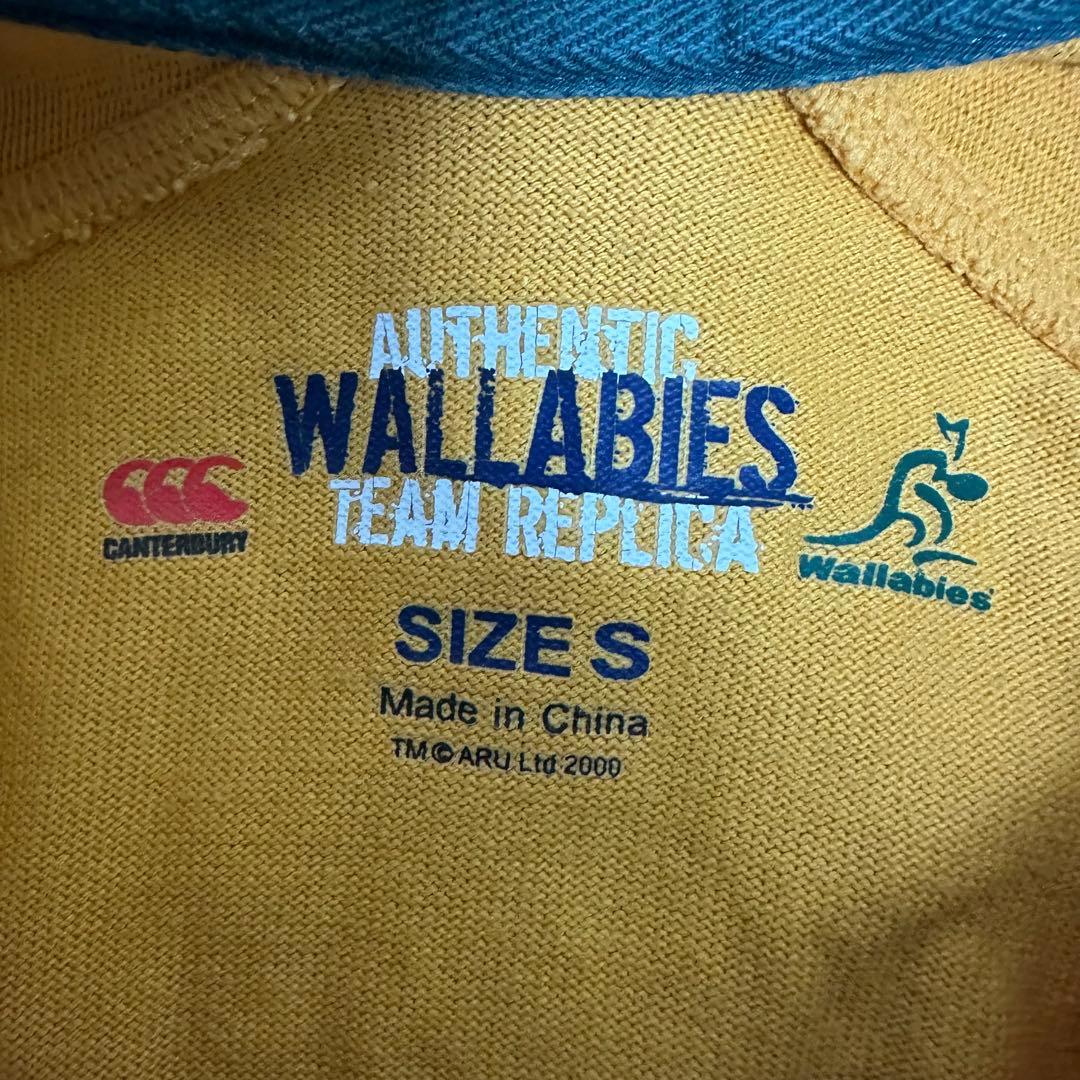 AUTHENTIC
WALLABIES
TEAM REPLICA
CANTERBURY
Wallabies
SIZE S
Made in China
TM © ARU Ltd 2000